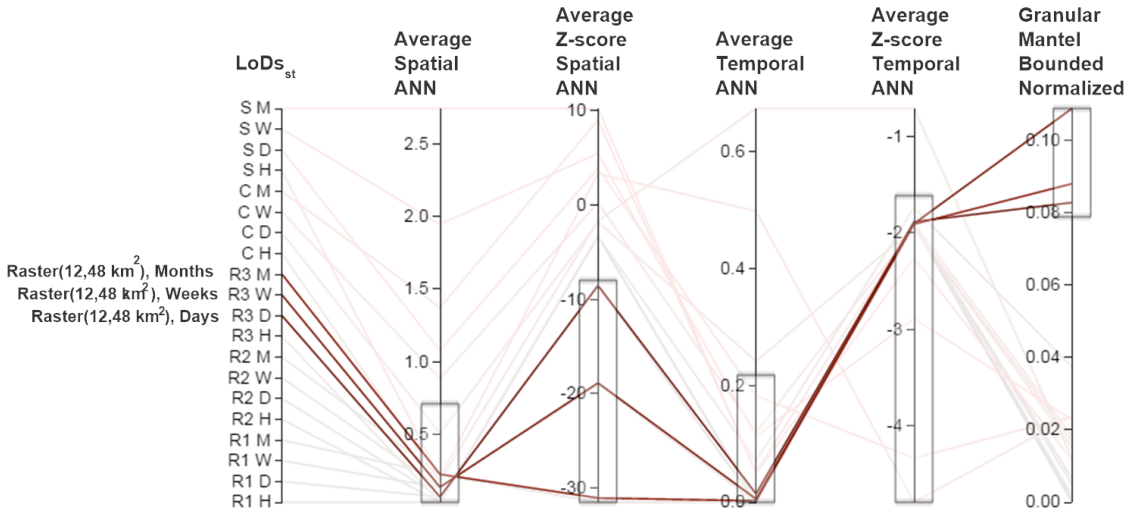 LoDs st
Average
Spatial
ANN
Average
Z-score
Spatial
ANN
Average
Temporal
ANN
Average
Z-score
Temporal
ANN
Granular
Mantel
Bounded
Normalized
S M
S W
S D
S H
C M
C W
C D
C H
R3 M
R3 W
R3 D
R3 H
R2 M
R2 W
R2 D
R2 H
R1 M
R1 W
R1 D
R1 H
Raster(12,48 km2), Months
Raster(12,48 km2), Weeks
Raster(12,48 km2), Days
2.5
2.0
1.5
1.0
0.5
10
0
-10
-20
-30
0.6
0.4
0.2
0.0
-1
-2
-3
-4
0.10
0.08
0.06
0.04
0.02
0.00